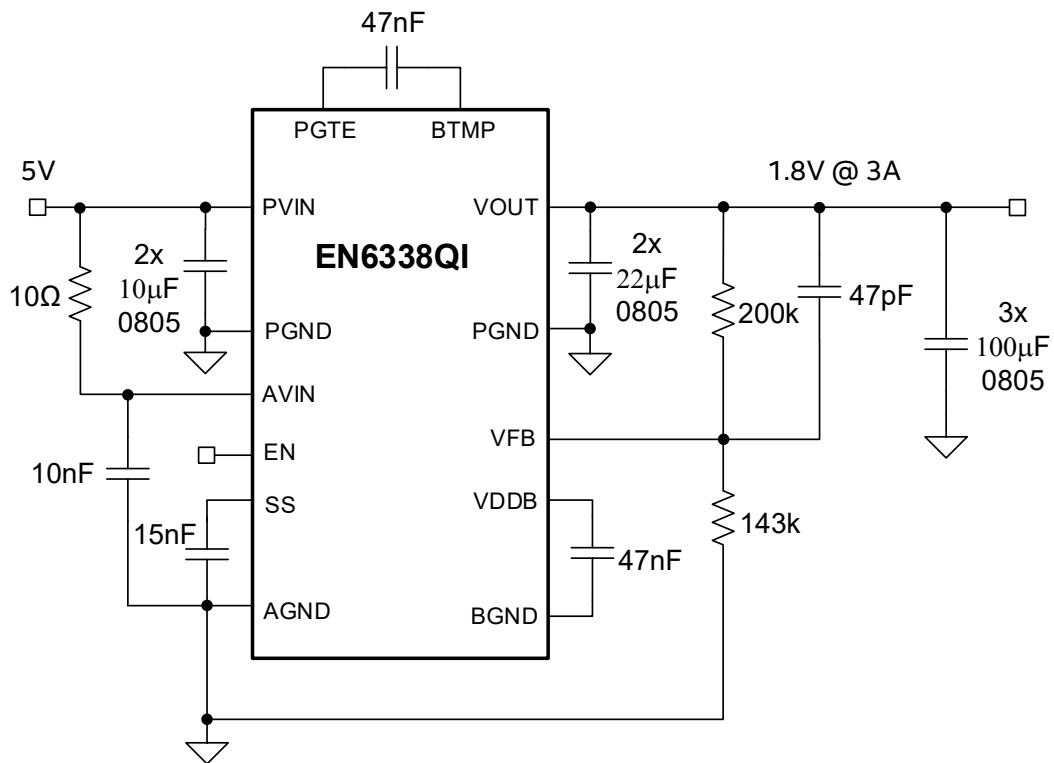 47nF
PGTE BTMP
5V
1.8V @ 3A
PVIN VOUT
EN6338QI
2x
10μF
0805
2x
22μF
0805
10Ω
200k
47pF
3x
100μF
0805
PGND PGND
AVIN
VFB
EN
10nF
SS
VDDB
15nF
143k
47nF
AGND
BGND